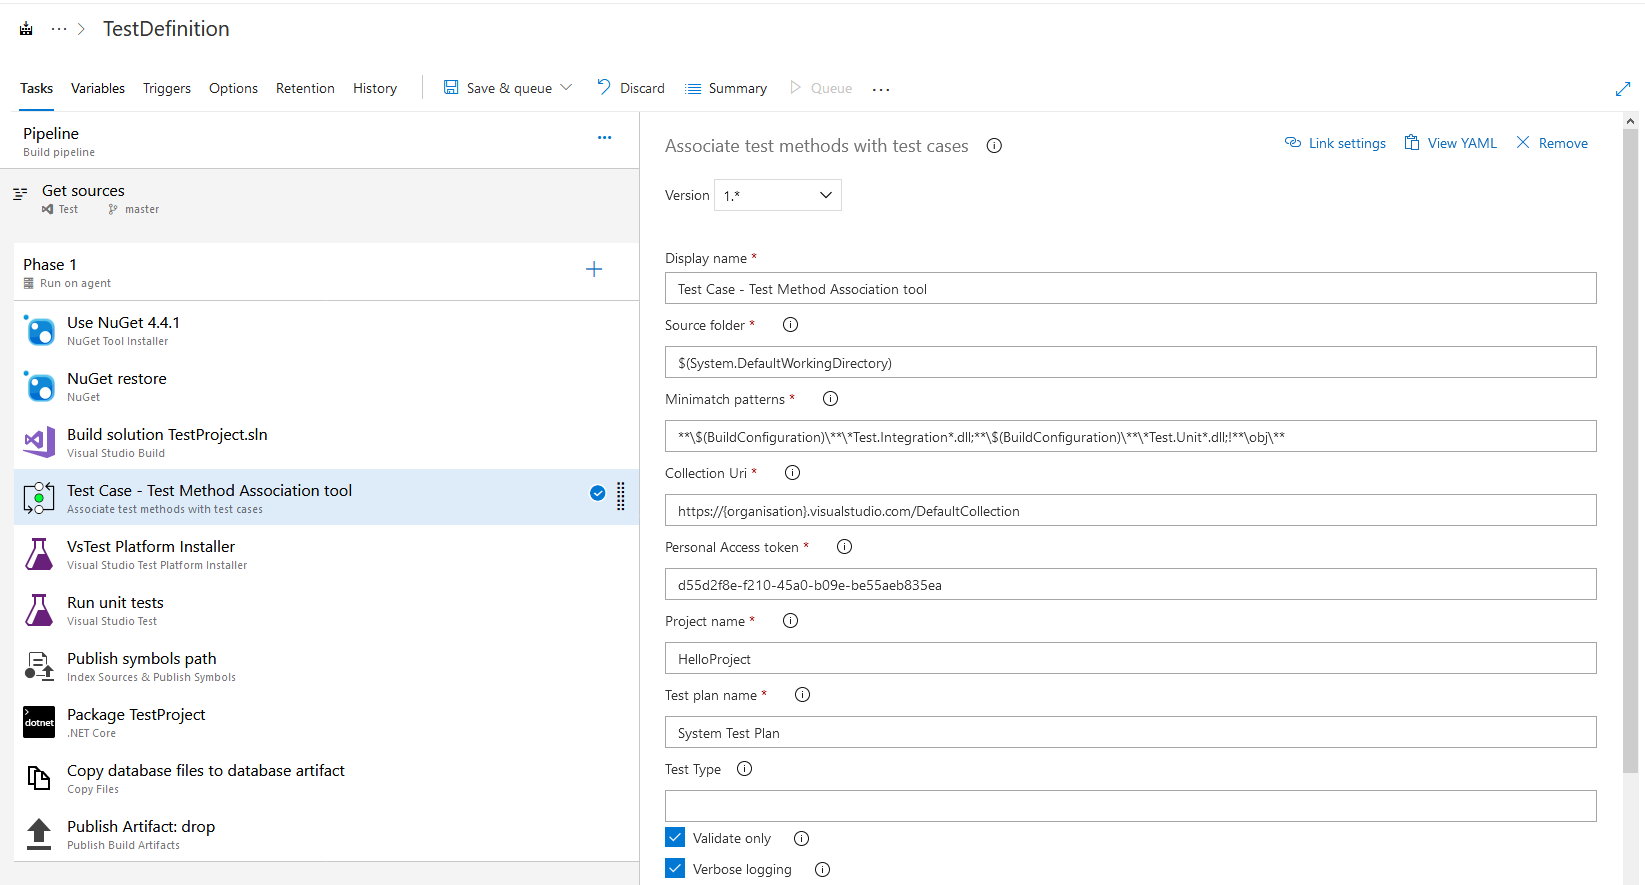 ··· > TestDefinition
Tasks Variables Triggers Options Retention History Save & queue Discard Summary Queue ...
Pipeline
Build pipeline
Get sources
Test master
Phase 1
Run on agent
Use NuGet 4.4.1
NuGet Tool Installer
NuGet restore
NuGet
Build solution TestProject.sln
Visual Studio Build
Test Case - Test Method Association tool
Associate test methods with test cases
VsTest Platform Installer
Visual Studio Test Platform Installer
Run unit tests
Visual Studio Test
Publish symbols path
Index Sources & Publish Symbols
dotnet
Package TestProject
.NET Core
Copy database files to database artifact
Copy Files
Publish Artifact: drop
Publish Build Artifacts
Associate test methods with test cases
Link settings View YAML Remove
Version 1.*
Display name *
Test Case - Test Method Association tool
Source folder *
$(System.DefaultWorkingDirectory)
Minimatch patterns *
**\$(BuildConfiguration)\**\*Test.Integration*.dll;**\$(BuildConfiguration)\**\*Test.Unit*.dll;!**\obj\**
Collection Uri *
https://{organisation}.visualstudio.com/DefaultCollection
Personal Access token *
d55d2f8e-f210-45a0-b09e-be55aeb835ea
Project name *
HelloProject
Test plan name *
System Test Plan
Test Type
Validate only
Verbose logging